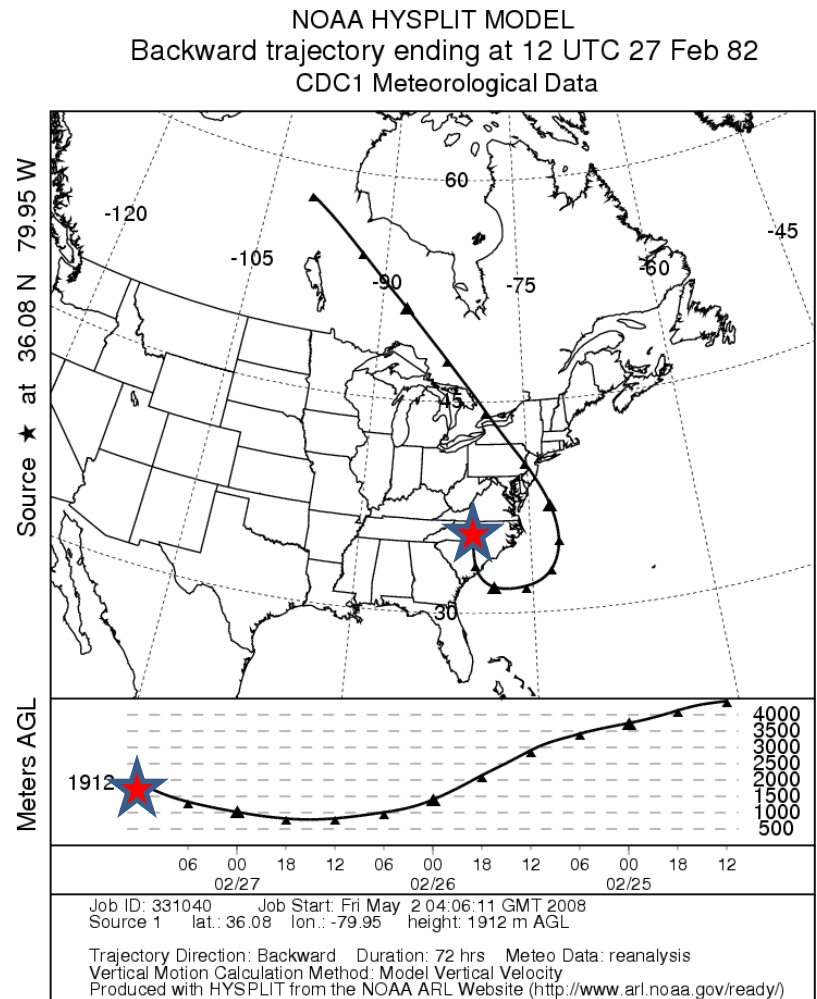 NOAA HYSPLIT MODEL
Backward trajectory ending at 12 UTC 27 Feb 82
CDC1 Meteorological Data
Source ★ at 36.08 N 79.95 W
-120
-105
-90
-75
-60
-45
60
45
30
Meters AGL
1912
4000
3500
3000
2500
2000
1500
1000
500
06 00 18 12 06 00 18 12 06 00 18 12
02/27 02/26 02/25
Job ID: 331040 Job Start: Fri May 2 04:06:11 GMT 2008
Source 1 lat.: 36.08 lon.: -79.95 height: 1912 m AGL
Trajectory Direction: Backward Duration: 72 hrs Meteo Data: reanalysis
Vertical Motion Calculation Method: Model Vertical Velocity
Produced with HYSPLIT from the NOAA ARL Website (http://www.arl.noaa.gov/ready/)